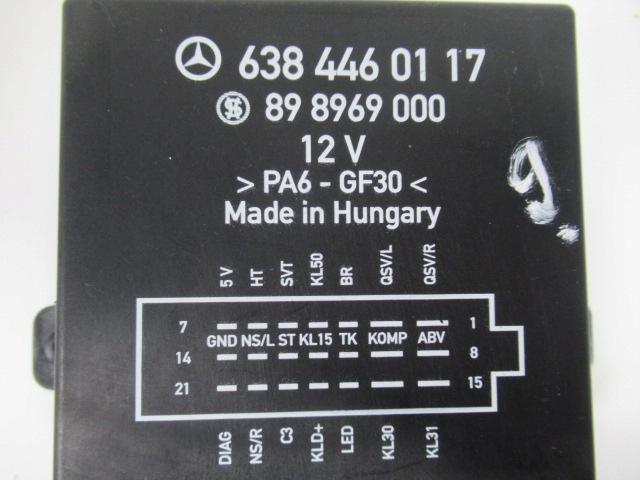 638 446 01 17
89 8969 000
12 V
> PA6 - GF30 <
Made in Hungary
9.
5 V HT SVT KL50 BR QSV/L QSV/R
7 1
GND NS/L ST KL15 TK KOMP ABV
14 8
21 15
DIAG NS/R C3 KLD+ LED KL30 KL31